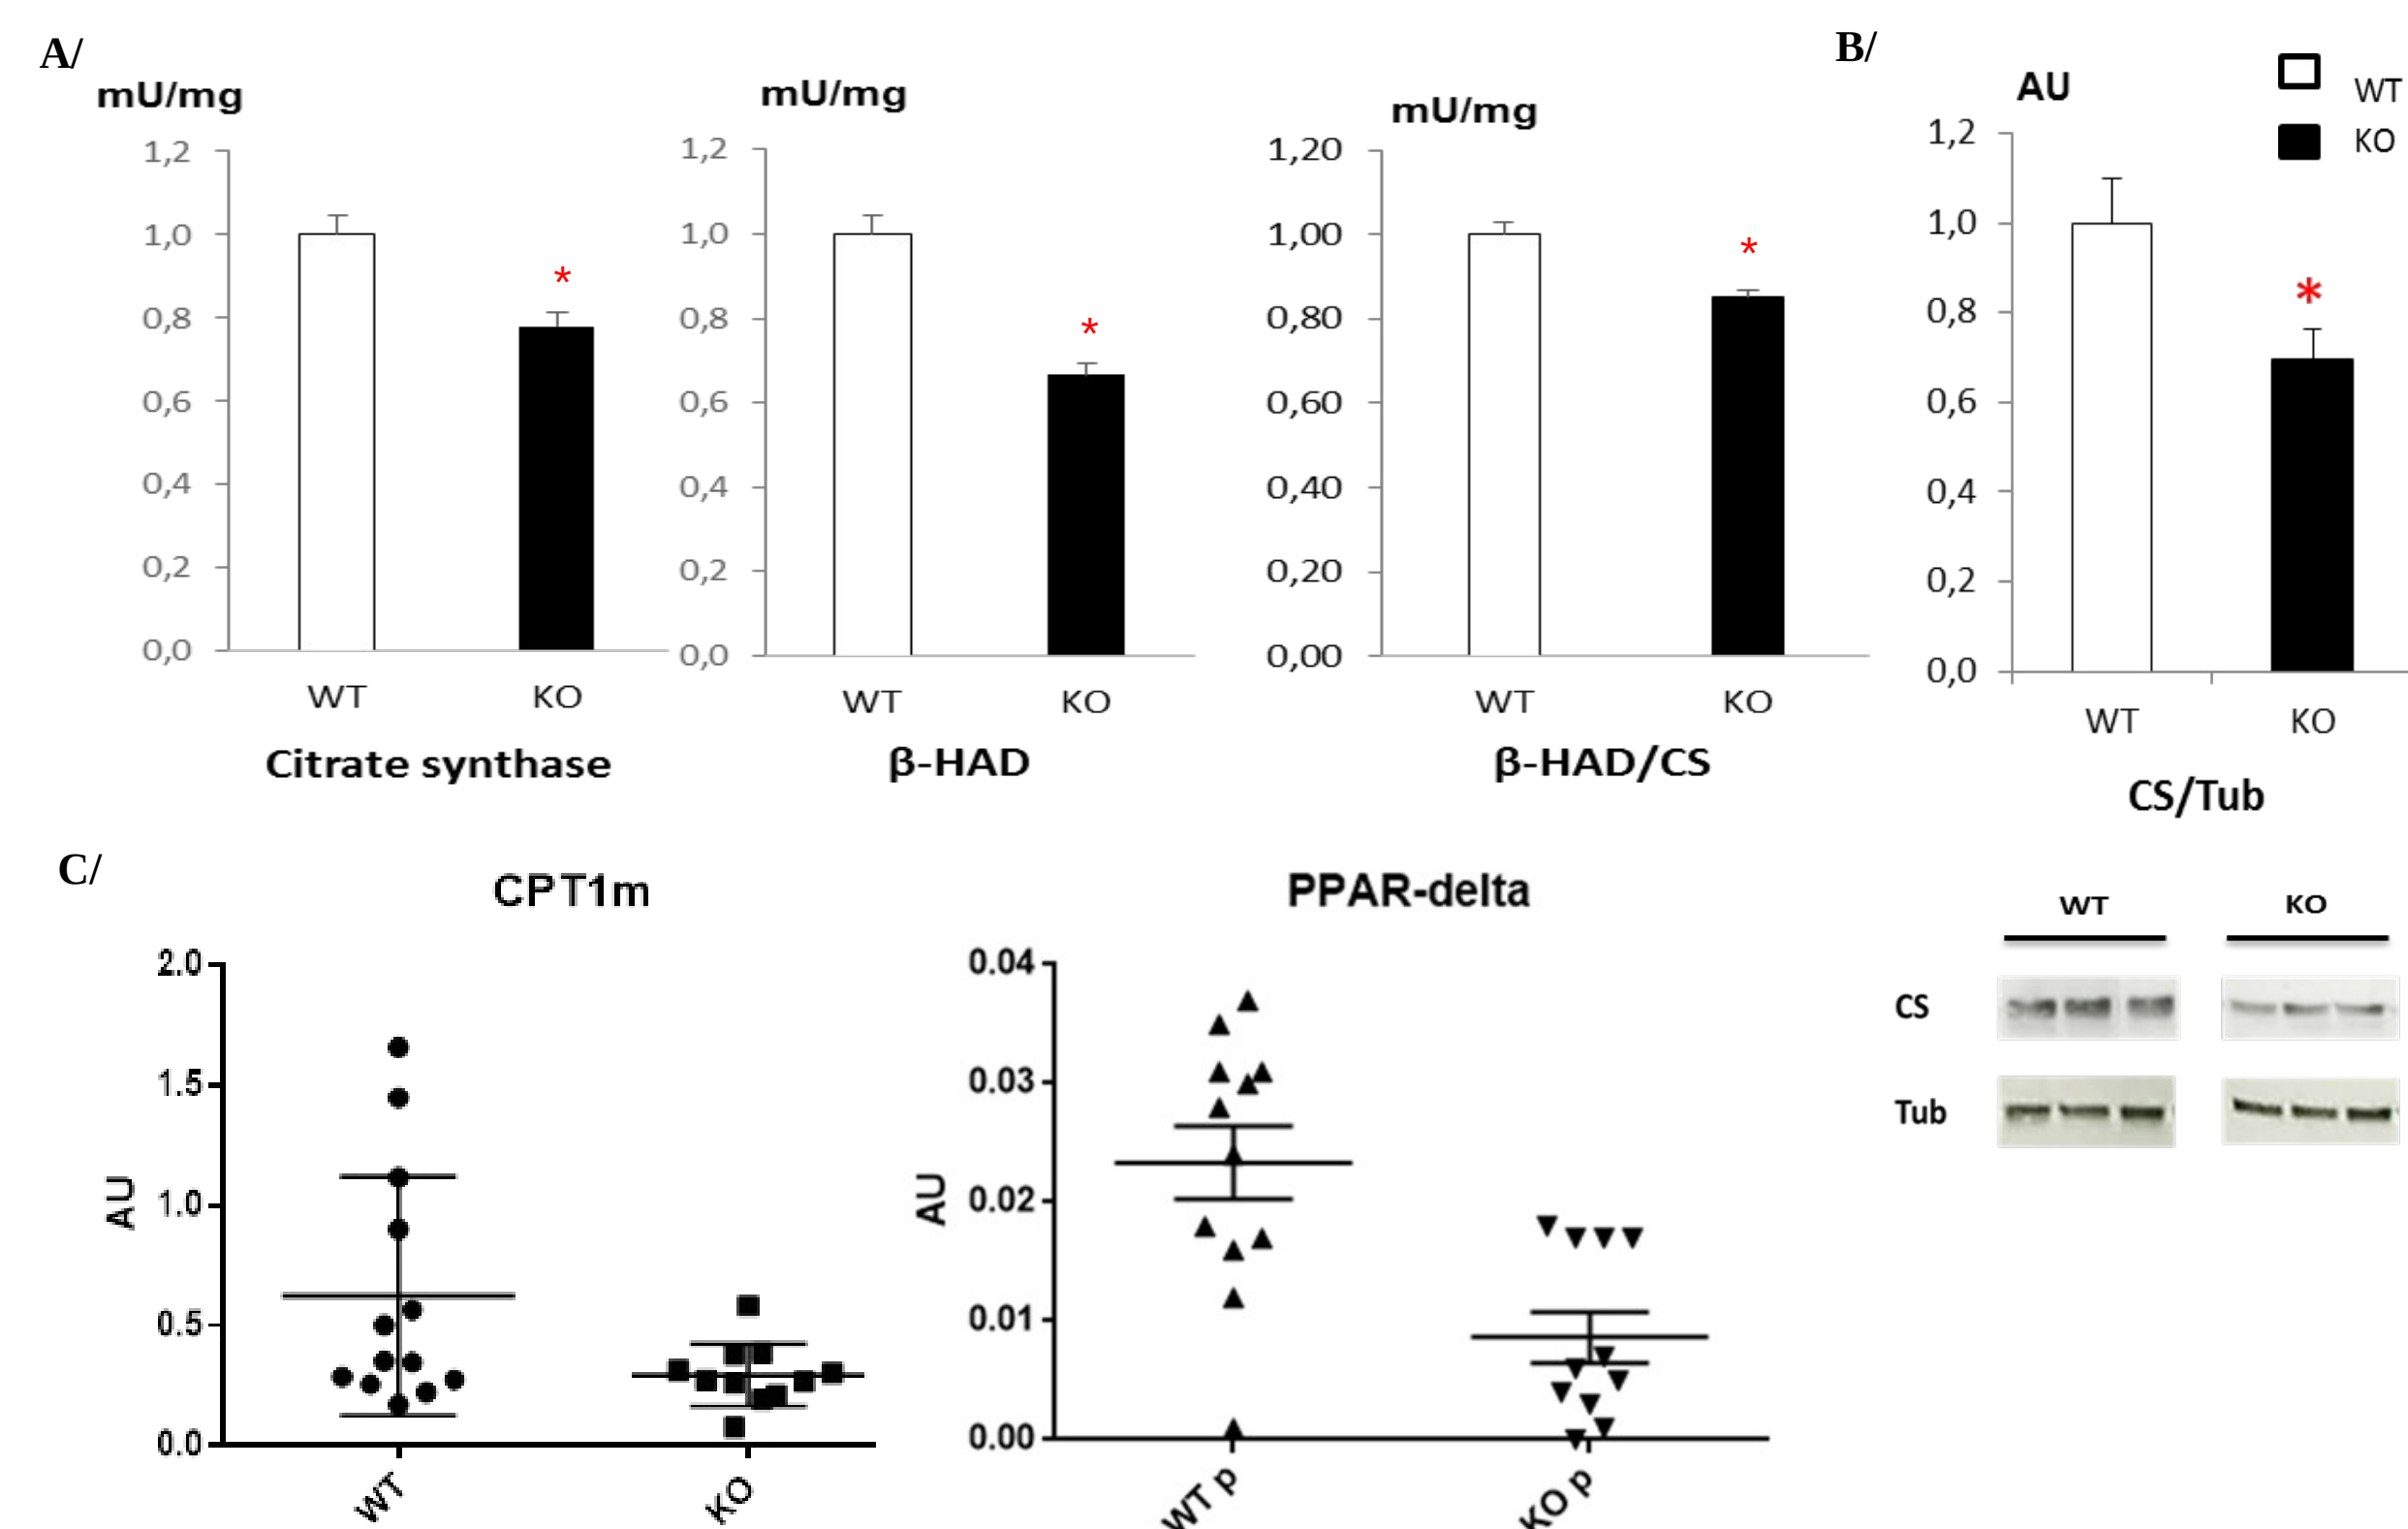 A/
mU/mg
1,2
1,0
0,8
0,6
0,4
0,2
0,0
*
WT KO
Citrate synthase
mU/mg
1,2
1,0
0,8
0,6
0,4
0,2
0,0
*
WT KO
β-HAD
mU/mg
1,20
1,00
0,80
0,60
0,40
0,20
0,00
*
WT KO
β-HAD/CS
B/
AU
WT
KO
1,2
1,0
0,8
0,6
0,4
0,2
0,0
*
WT KO
CS/Tub
WT KO
CS
Tub
C/
CPT1m
AU
2.0
1.5
1.0
0.5
0.0
WT
KO
PPAR-delta
AU
0.04
0.03
0.02
0.01
0.00
WT p
KO p